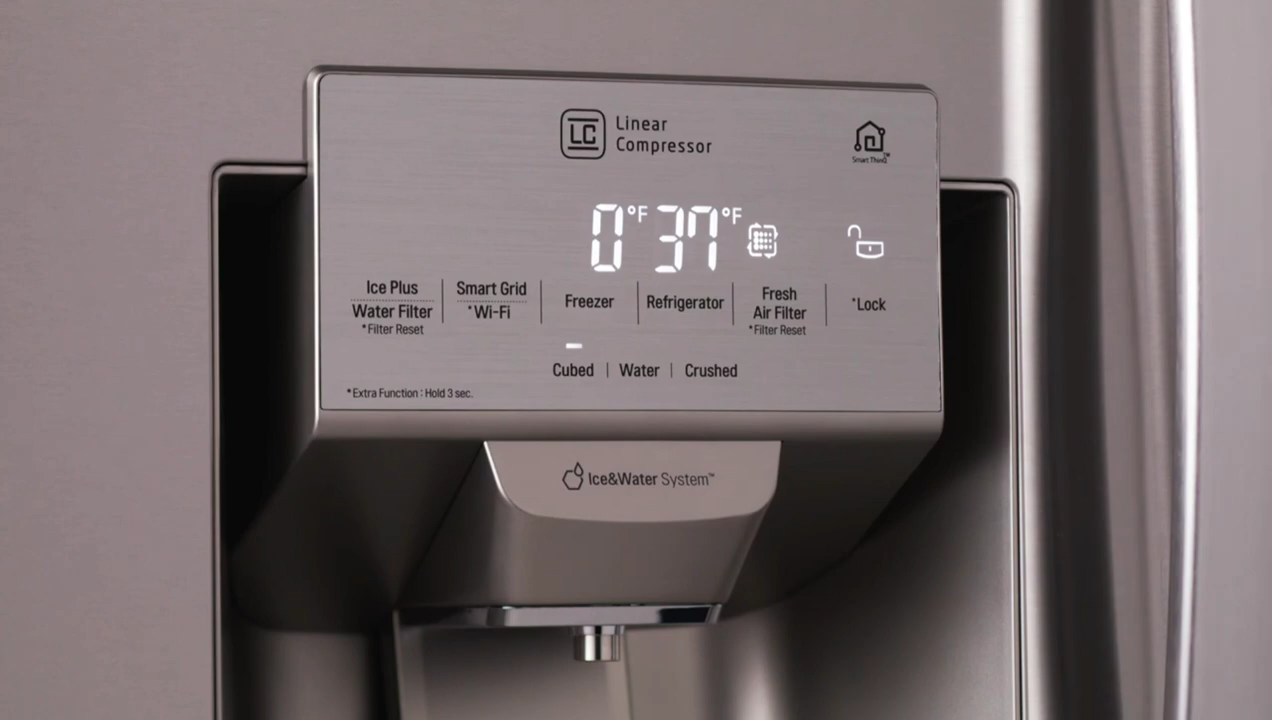 LC Linear
Compressor
Smart ThinQ™
0°F 37°F
Ice Plus
Water Filter
*Filter Reset
Smart Grid
*Wi-Fi
Freezer
Refrigerator
Fresh
Air Filter
*Filter Reset
*Lock
Cubed | Water | Crushed
*Extra Function : Hold 3 sec.
Ice&Water System™